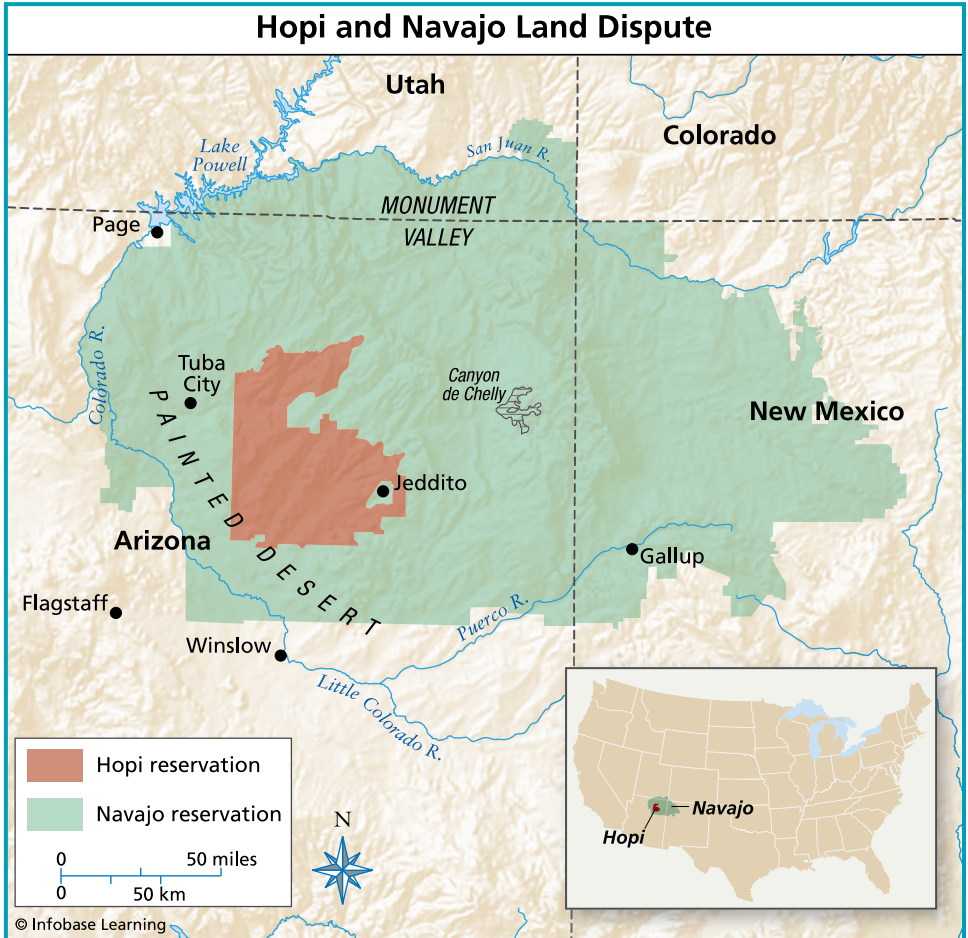 Hopi and Navajo Land Dispute
Utah
Colorado
Lake
Powell
San Juan R.
MONUMENT
VALLEY
Page
Colorado R.
Tuba
City
Canyon
de Chelly
New Mexico
PAINTED DESERT
Jeddito
Arizona
Gallup
Flagstaff
Puerco R.
Winslow
Little Colorado R.
Hopi reservation
Navajo reservation
0 50 miles
0 50 km
N
Navajo
Hopi
© Infobase Learning